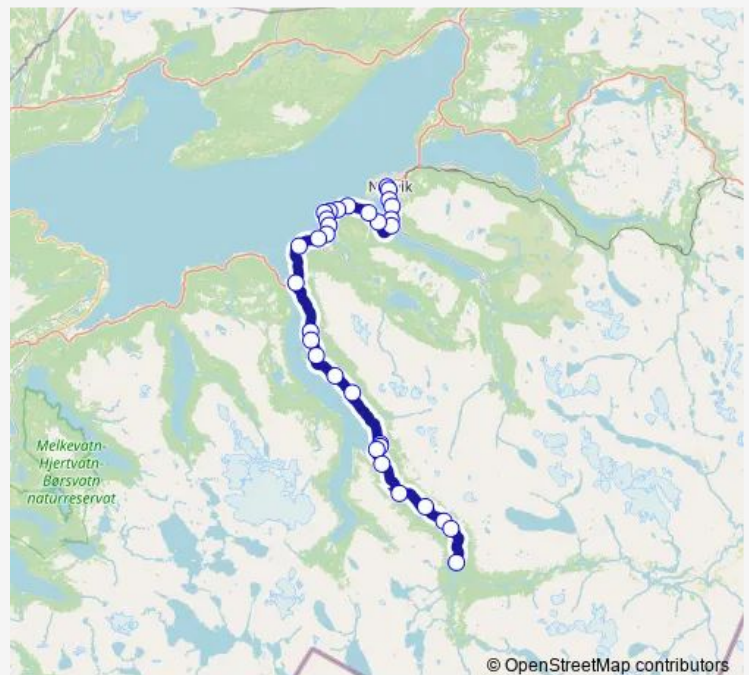 Melkevatn-
Hjertvatn-
Børsvatn
naturreservat
© OpenStreetMap contributors